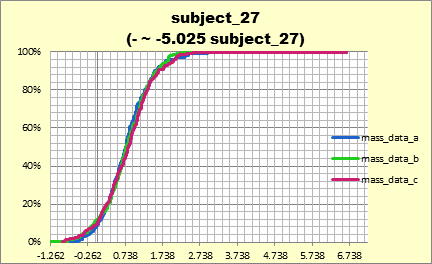 subject_27
(- ~ -5.025 subject_27)
100%
80%
60%
40%
20%
0%
mass_data_a
mass_data_b
mass_data_c
-1.262 -0.262 0.738 1.738 2.738 3.738 4.738 5.738 6.738